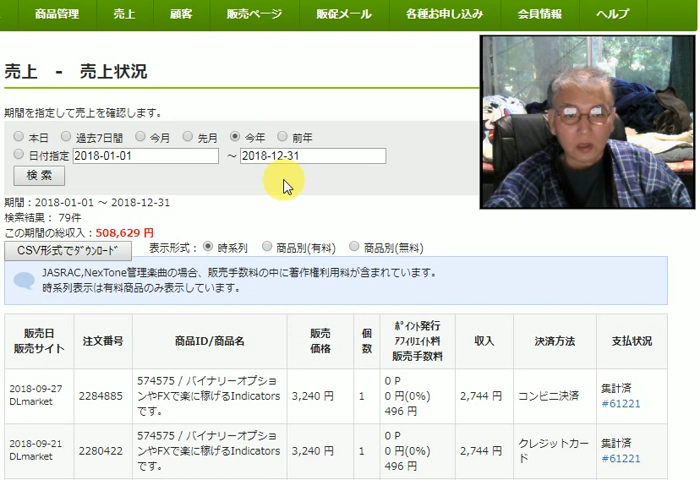 商品管理 売上 顧客 販売ページ 販促メール 各種お申し込み 会員情報 ヘルプ
売上 - 売上状況
期間を指定して売上を確認します。
本日 過去7日間 今月 先月 今年 前年
日付指定 2018-01-01 ～ 2018-12-31
検 索
期間：2018-01-01 ～ 2018-12-31
検索結果： 79件
この期間の総収入：508,629 円
CSV形式でﾀﾞｳﾝﾛｰﾄﾞ 表示形式： 時系列 商品別(有料) 商品別(無料)
JASRAC,NexTone管理楽曲の場合、販売手数料の中に著作権利用料が含まれています。
時系列表示は有料商品のみ表示しています。
販売日
販売サイト
注文番号
商品ID/商品名
販売
価格
個
数
ﾎﾟｲﾝﾄ発行
ｱﾌｨﾘｴｲﾄ料
販売手数料
収入
決済方法
支払状況
2018-09-27
DLmarket
2284885
574575 / バイナリーオプショ
ンやFXで楽に稼げるIndicators
です。
3,240 円
1
0 P
0 円(0%)
496 円
2,744 円
コンビニ決済
集計済
#61221
2018-09-21
DLmarket
2280422
574575 / バイナリーオプショ
ンやFXで楽に稼げるIndicators
です。
3,240 円
1
0 P
0 円(0%)
496 円
2,744 円
クレジットカー
ド
集計済
#61221